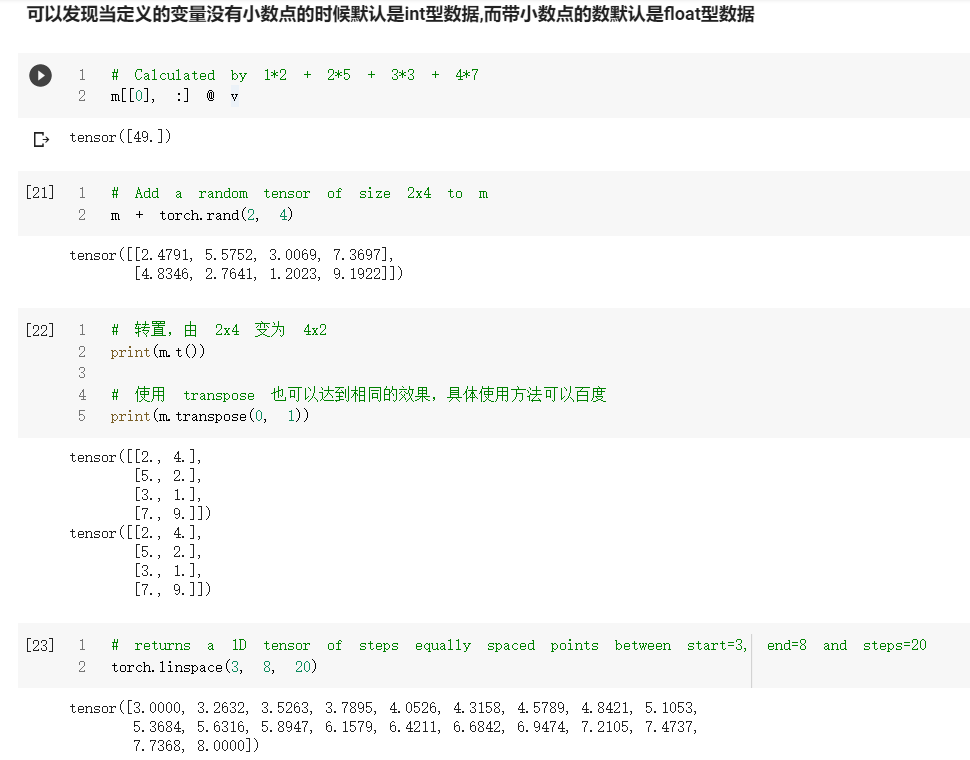 可以发现当定义的变量没有小数点的时候默认是int型数据,而带小数点的数默认是float型数据
1 # Calculated by 1*2 + 2*5 + 3*3 + 4*7
2 m[[0], :] @ v
tensor([49.])
[21] 1 # Add a random tensor of size 2x4 to m
2 m + torch.rand(2, 4)
tensor([[2.4791, 5.5752, 3.0069, 7.3697],
[4.8346, 2.7641, 1.2023, 9.1922]])
[22] 1 # 转置，由 2x4 变为 4x2
2 print(m.t())
3
4 # 使用 transpose 也可以达到相同的效果，具体使用方法可以百度
5 print(m.transpose(0, 1))
tensor([[2., 4.],
[5., 2.],
[3., 1.],
[7., 9.]])
tensor([[2., 4.],
[5., 2.],
[3., 1.],
[7., 9.]])
[23] 1 # returns a 1D tensor of steps equally spaced points between start=3, end=8 and steps=20
2 torch.linspace(3, 8, 20)
tensor([3.0000, 3.2632, 3.5263, 3.7895, 4.0526, 4.3158, 4.5789, 4.8421, 5.1053,
5.3684, 5.6316, 5.8947, 6.1579, 6.4211, 6.6842, 6.9474, 7.2105, 7.4737,
7.7368, 8.0000])